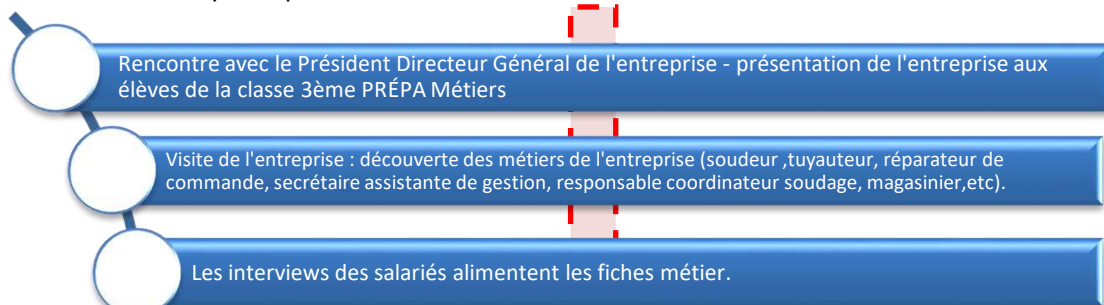 Rencontre avec le Président Directeur Général de l'entreprise - présentation de l'entreprise aux
élèves de la classe 3ème PRÉPA Métiers
Visite de l'entreprise : découverte des métiers de l'entreprise (soudeur ,tuyauteur, réparateur de
commande, secrétaire assistante de gestion, responsable coordinateur soudage, magasinier,etc).
Les interviews des salariés alimentent les fiches métier.